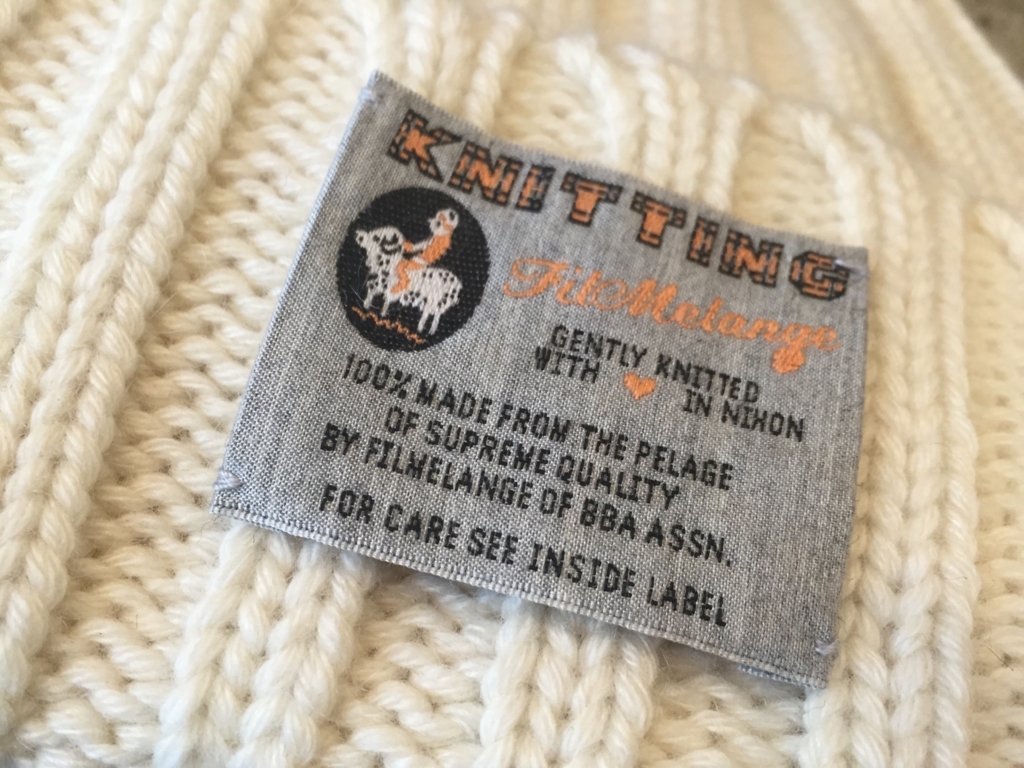 KNITTING
FilMelange
GENTLY KNITTED
WITH ♥ IN NIHON
100% MADE FROM THE PELAGE
OF SUPREME QUALITY
BY FILMELANGE OF BBA ASSN.
FOR CARE SEE INSIDE LABEL